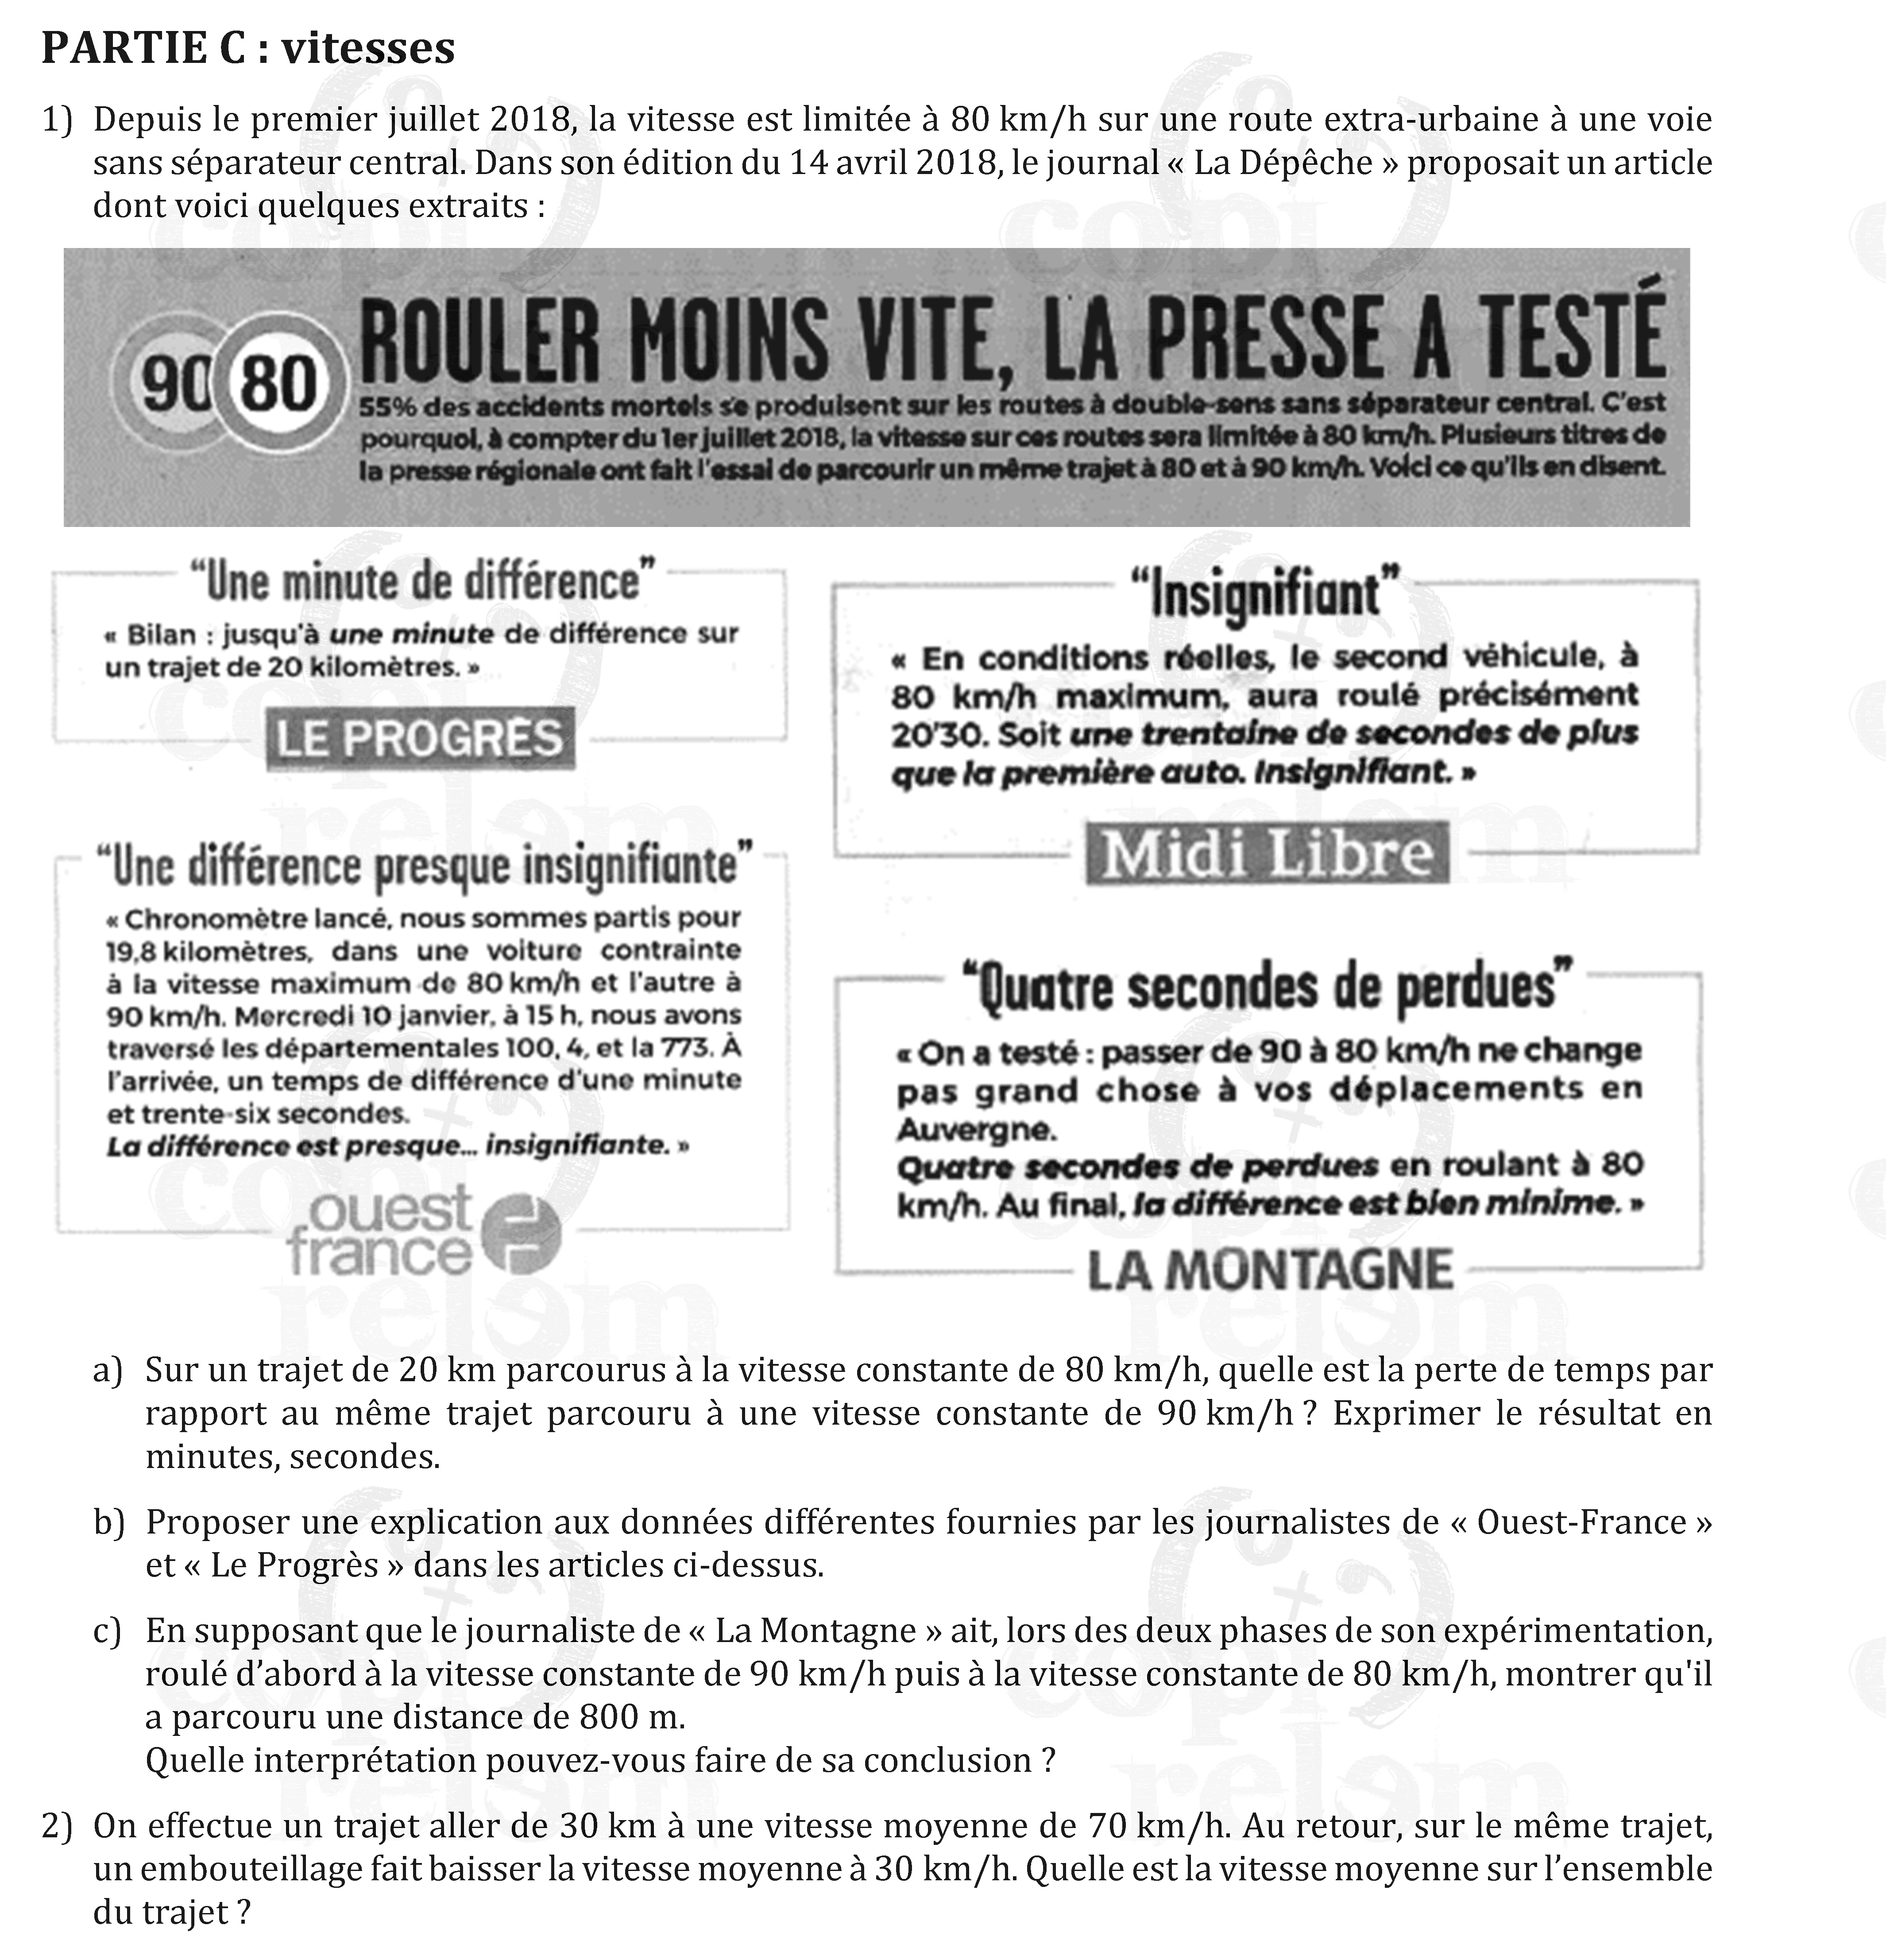 PARTIE C : vitesses
1) Depuis le premier juillet 2018, la vitesse est limitée à 80 km/h sur une route extra-urbaine à une voie
sans séparateur central. Dans son édition du 14 avril 2018, le journal « La Dépêche » proposait un article
dont voici quelques extraits :
90 80
ROULER MOINS VITE, LA PRESSE A TESTÉ
55% des accidents mortels se produisent sur les routes à double-sens sans séparateur central. C'est
pourquoi, à compter du 1er juillet 2018, la vitesse sur ces routes sera limitée à 80 km/h. Plusieurs titres de
la presse régionale ont fait l'essai de parcourir un même trajet à 80 et à 90 km/h. Voici ce qu'ils en disent.
“Une minute de différence”
« Bilan : jusqu'à une minute de différence sur
un trajet de 20 kilomètres. »
LE PROGRÈS
“Insignifiant”
« En conditions réelles, le second véhicule, à
80 km/h maximum, aura roulé précisément
20'30. Soit une trentaine de secondes de plus
que la première auto. Insignifiant. »
Midi Libre
“Une différence presque insignifiante”
« Chronomètre lancé, nous sommes partis pour
19,8 kilomètres, dans une voiture contrainte
à la vitesse maximum de 80 km/h et l'autre à
90 km/h. Mercredi 10 janvier, à 15 h, nous avons
traversé les départementales 100, 4, et la 773. À
l'arrivée, un temps de différence d'une minute
et trente-six secondes.
La différence est presque... insignifiante. »
ouest
france
“Quatre secondes de perdues”
« On a testé : passer de 90 à 80 km/h ne change
pas grand chose à vos déplacements en
Auvergne.
Quatre secondes de perdues en roulant à 80
km/h. Au final, la différence est bien minime. »
LA MONTAGNE
a) Sur un trajet de 20 km parcourus à la vitesse constante de 80 km/h, quelle est la perte de temps par
rapport au même trajet parcouru à une vitesse constante de 90 km/h ? Exprimer le résultat en
minutes, secondes.
b) Proposer une explication aux données différentes fournies par les journalistes de « Ouest-France »
et « Le Progrès » dans les articles ci-dessus.
c) En supposant que le journaliste de « La Montagne » ait, lors des deux phases de son expérimentation,
roulé d’abord à la vitesse constante de 90 km/h puis à la vitesse constante de 80 km/h, montrer qu'il
a parcouru une distance de 800 m.
Quelle interprétation pouvez-vous faire de sa conclusion ?
2) On effectue un trajet aller de 30 km à une vitesse moyenne de 70 km/h. Au retour, sur le même trajet,
un embouteillage fait baisser la vitesse moyenne à 30 km/h. Quelle est la vitesse moyenne sur l’ensemble
du trajet ?